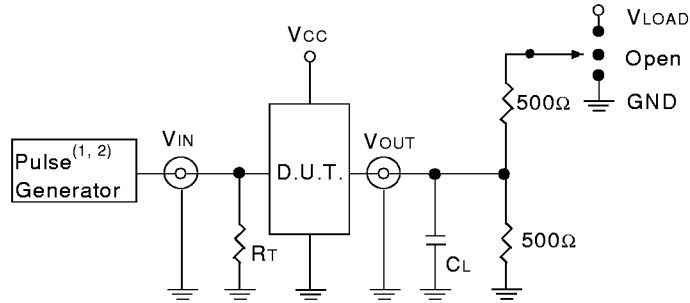 VLOAD
VCC
Open
500Ω
GND
VIN
VOUT
Pulse(1, 2)
Generator
D.U.T.
RT
CL
500Ω